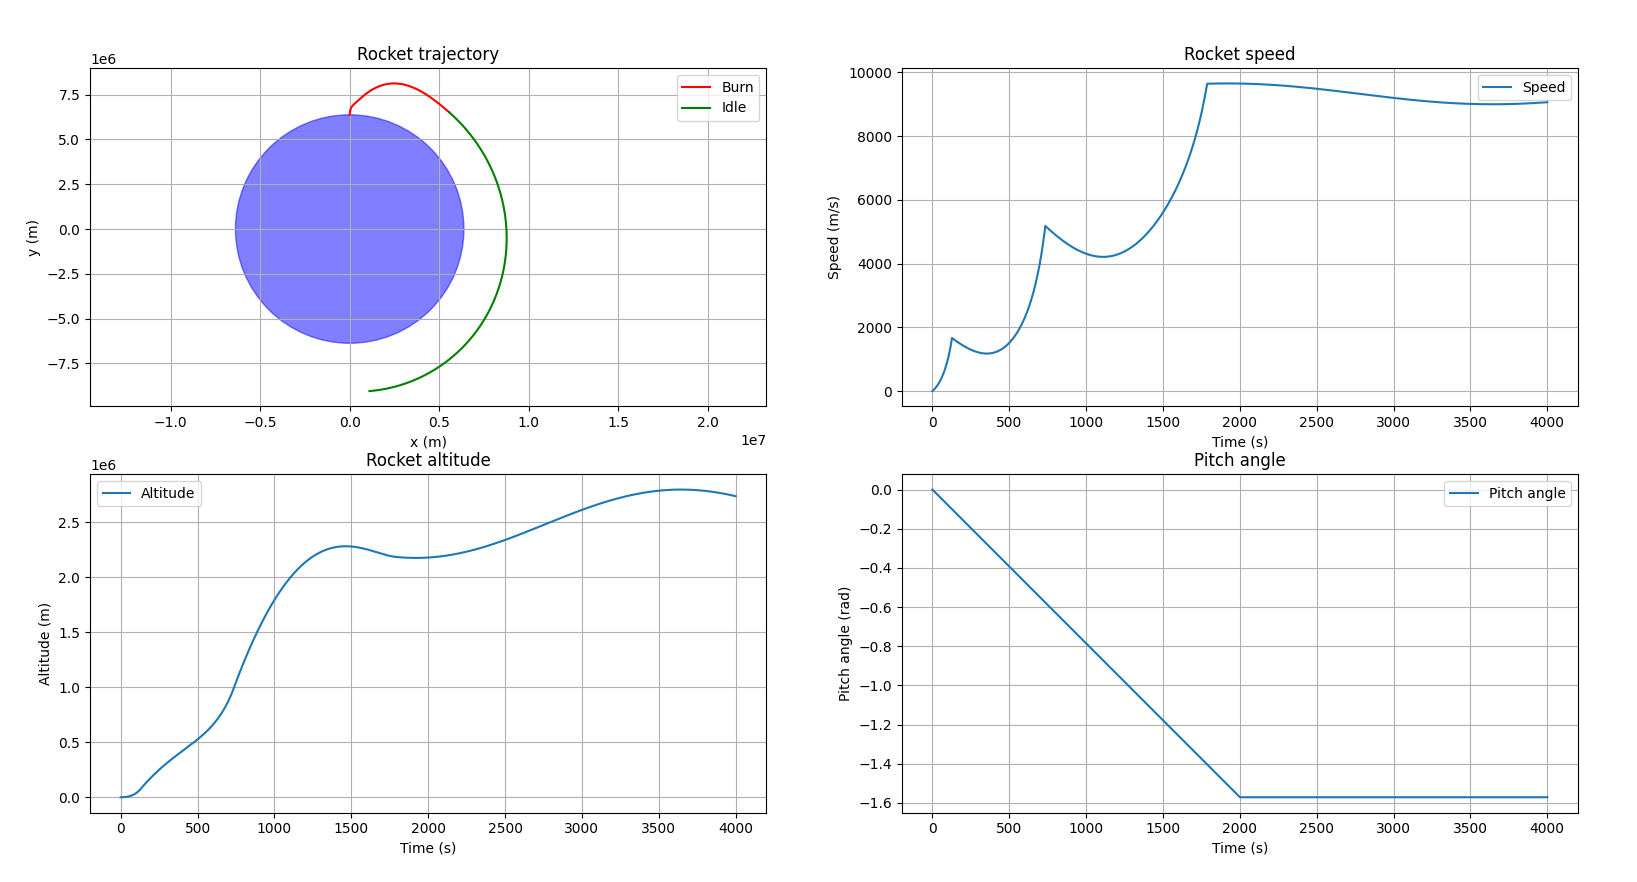 Rocket trajectory
1e6
Burn
Idle
7.5
5.0
2.5
0.0
−2.5
−5.0
−7.5
y (m)
−1.0 −0.5 0.0 0.5 1.0 1.5 2.0
x (m)
1e7
Rocket speed
Speed
10000
8000
6000
4000
2000
0
Speed (m/s)
0 500 1000 1500 2000 2500 3000 3500 4000
Time (s)
Rocket altitude
1e6
Altitude
2.5
2.0
1.5
1.0
0.5
0.0
Altitude (m)
0 500 1000 1500 2000 2500 3000 3500 4000
Time (s)
Pitch angle
Pitch angle
0.0
−0.2
−0.4
−0.6
−0.8
−1.0
−1.2
−1.4
−1.6
Pitch angle (rad)
0 500 1000 1500 2000 2500 3000 3500 4000
Time (s)